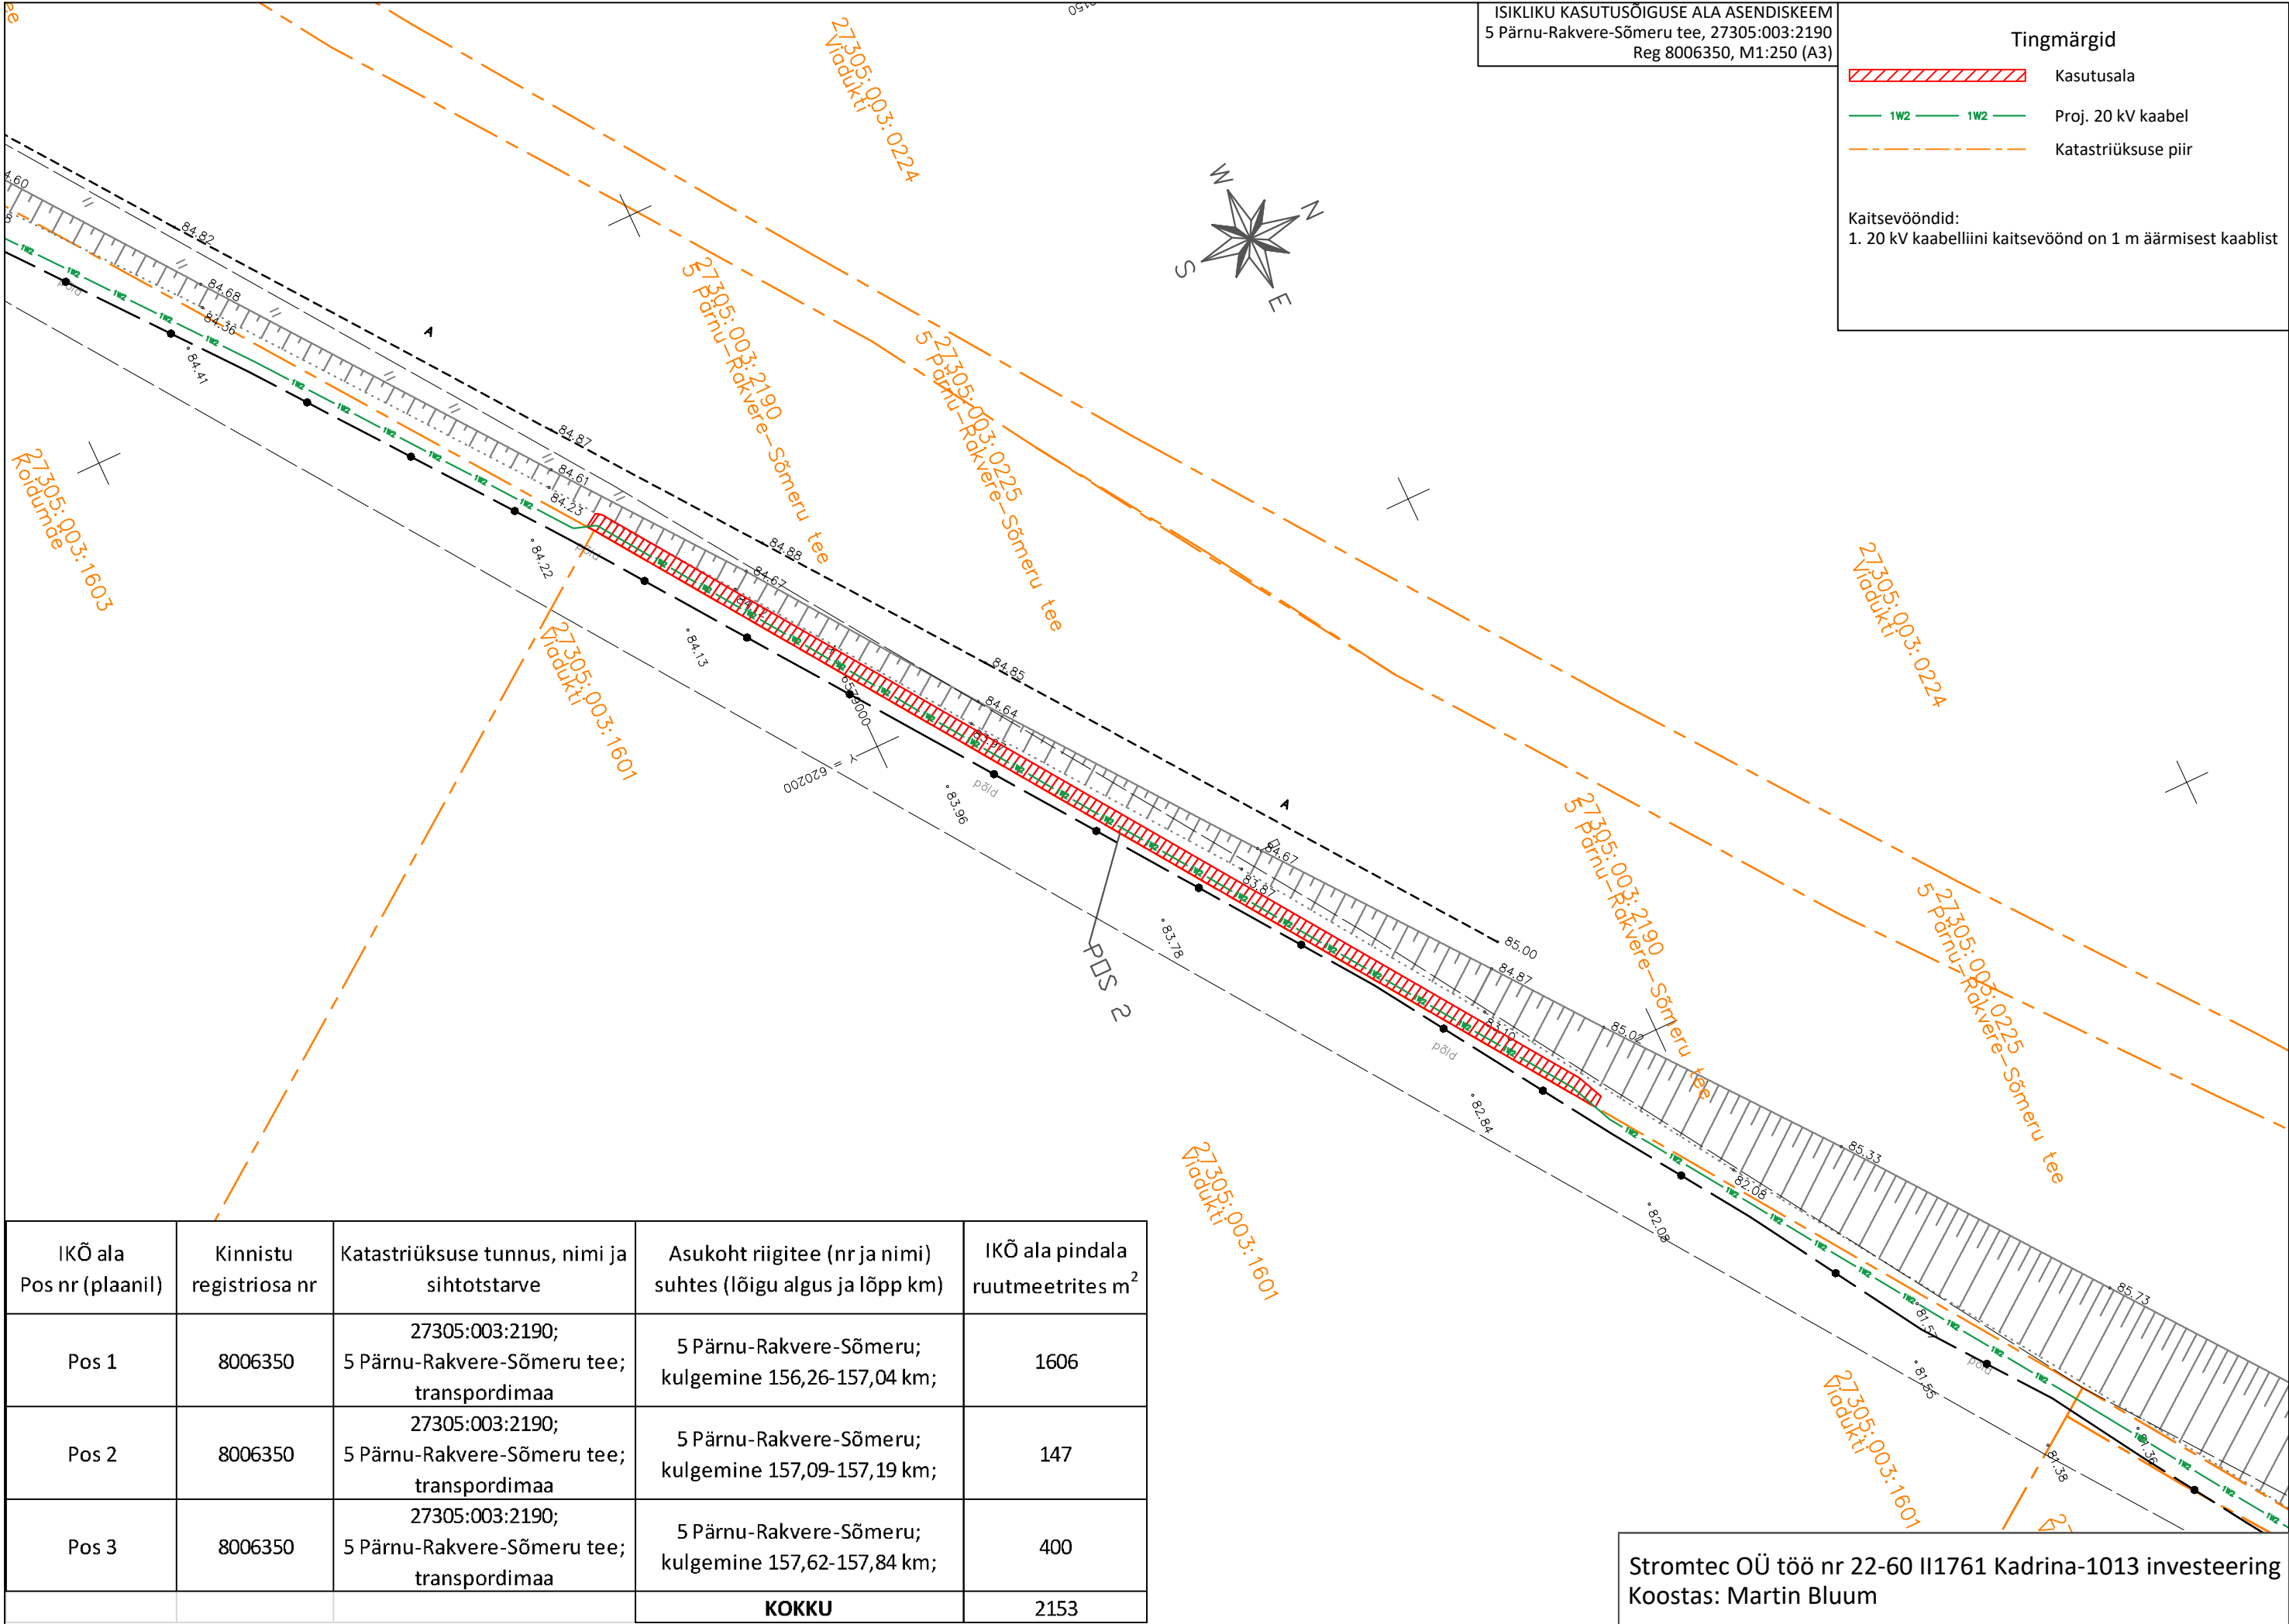 ISIKLIKU KASUTUSÕIGUSE ALA ASENDISKEEM
5 Pärnu-Rakvere-Sõmeru tee, 27305:003:2190
Reg 8006350, M1:250 (A3)
Tingmärgid
Kasutusala
1W2 1W2
Proj. 20 kV kaabel
Katastriüksuse piir
Kaitsevööndid:
1. 20 kV kaabelliini kaitsevöönd on 1 m äärmisest kaablist
27305:003:0224
Viadukti
W
N
S
E
27305:003:2190
5 Pärnu-Rakvere-Sõmeru tee
27305:003:0225
5 Pärnu-Rakvere-Sõmeru tee
27305:003:1603
Koidumäe
27305:003:1601
Viadukti
27305:003:0224
Viadukti
27305:003:2190
5 Pärnu-Rakvere-Sõmeru tee
27305:003:0225
5 Pärnu-Rakvere-Sõmeru tee
27305:003:1601
Viadukti
27305:003:1601
Viadukti
84.82
84.68
84.36
84.41
A
84.87
84.61
84.23
84.22
põld
84.88
84.67
84.13
84.85
84.64
83.97
83.96
Y = 620200
põld
A
84.67
83.87
83.78
POS 2
85.00
84.87
85.02
põld
82.84
85.33
82.08
82.08
85.73
81.57
81.55
põld
81.38
IKÕ ala
Pos nr (plaanil)
Kinnistu
registriosa nr
Katastriüksuse tunnus, nimi ja
sihtotstarve
Asukoht riigitee (nr ja nimi)
suhtes (lõigu algus ja lõpp km)
IKÕ ala pindala
ruutmeetrites m²
Pos 1
8006350
27305:003:2190;
5 Pärnu-Rakvere-Sõmeru tee;
transpordimaa
5 Pärnu-Rakvere-Sõmeru;
kulgemine 156,26-157,04 km;
1606
Pos 2
8006350
27305:003:2190;
5 Pärnu-Rakvere-Sõmeru tee;
transpordimaa
5 Pärnu-Rakvere-Sõmeru;
kulgemine 157,09-157,19 km;
147
Pos 3
8006350
27305:003:2190;
5 Pärnu-Rakvere-Sõmeru tee;
transpordimaa
5 Pärnu-Rakvere-Sõmeru;
kulgemine 157,62-157,84 km;
400
KOKKU
2153
Stromtec OÜ töö nr 22-60 II1761 Kadrina-1013 investeering
Koostas: Martin Bluum